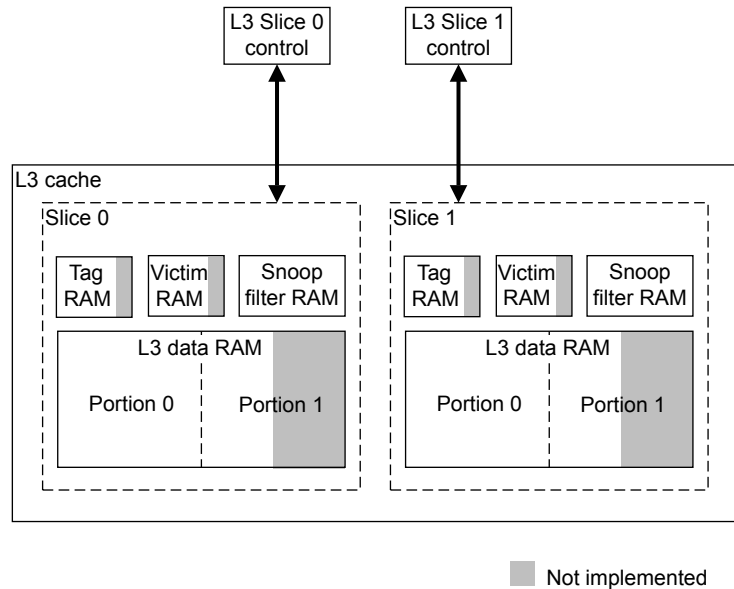 L3 Slice 0
control
L3 Slice 1
control
L3 cache
Slice 0
Tag
RAM
Victim
RAM
Snoop
filter RAM
L3 data RAM
Portion 0
Portion 1
Slice 1
Tag
RAM
Victim
RAM
Snoop
filter RAM
L3 data RAM
Portion 0
Portion 1
Not implemented